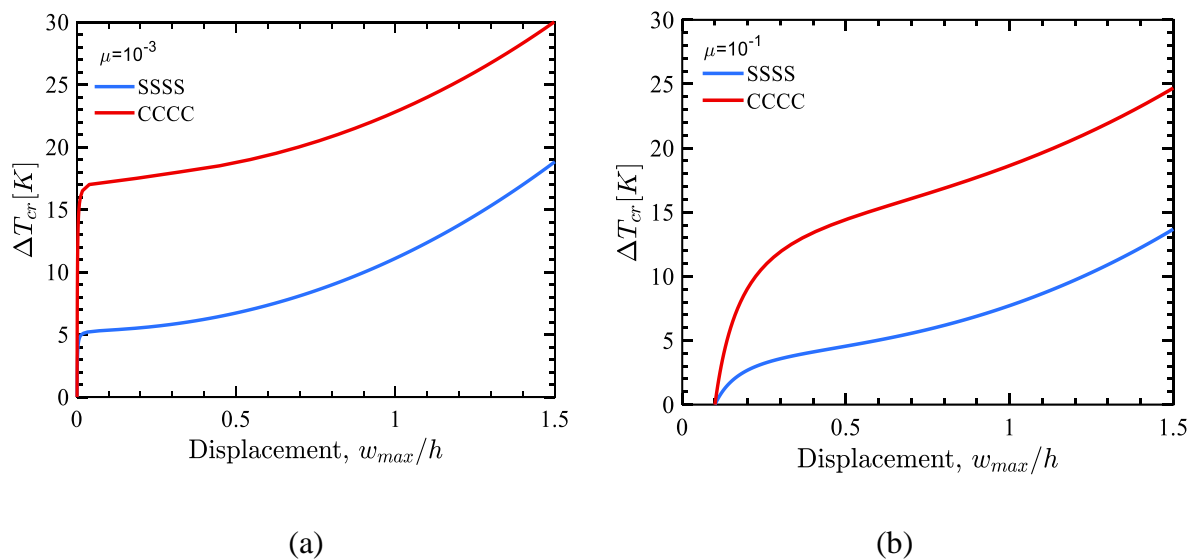 30
25
20
15
10
5
0
ΔT_cr [K]
μ=10⁻³
SSSS
CCCC
0
0.5
1
1.5
Displacement, w_max/h
(a)
30
25
20
15
10
5
0
ΔT_cr [K]
μ=10⁻¹
SSSS
CCCC
0
0.5
1
1.5
Displacement, w_max/h
(b)